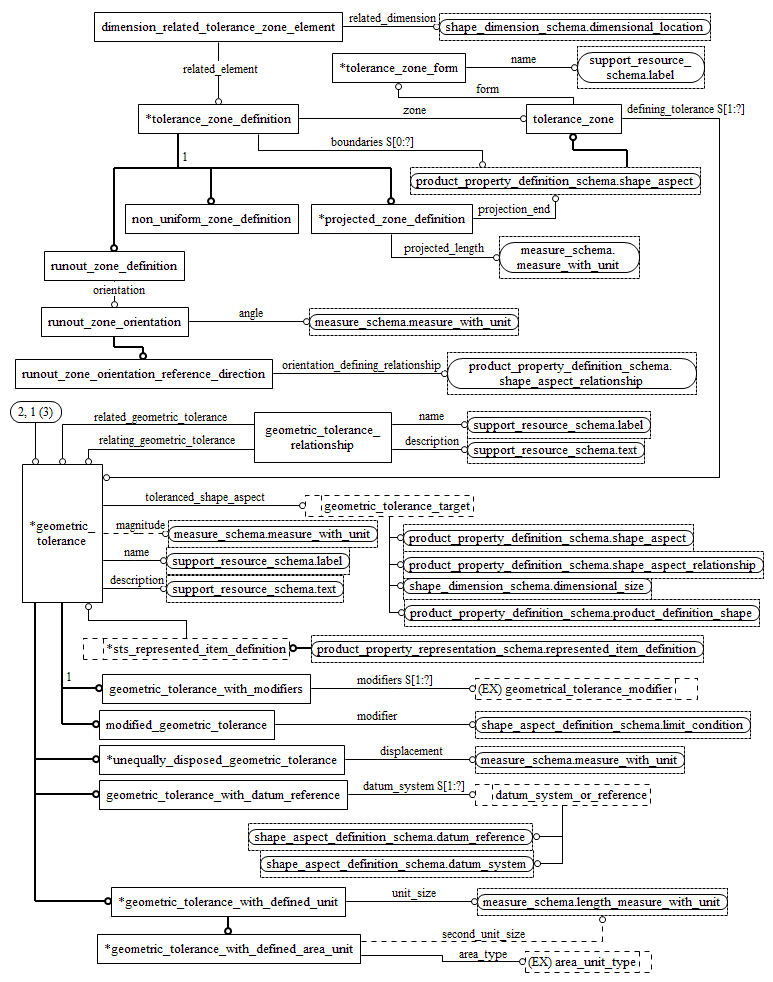 dimension_related_tolerance_zone_element
related_dimension
shape_dimension_schema.dimensional_location
related_element
*tolerance_zone_form
name
support_resource_
schema.label
form
*tolerance_zone_definition
zone
tolerance_zone
defining_tolerance S[1:?]
boundaries S[0:?]
1
product_property_definition_schema.shape_aspect
non_uniform_zone_definition
*projected_zone_definition
projection_end
projected_length
measure_schema.
measure_with_unit
runout_zone_definition
orientation
runout_zone_orientation
angle
measure_schema.measure_with_unit
runout_zone_orientation_reference_direction
orientation_defining_relationship
product_property_definition_schema.
shape_aspect_relationship
2, 1 (3)
related_geometric_tolerance
relating_geometric_tolerance
geometric_tolerance_
relationship
name
support_resource_schema.label
description
support_resource_schema.text
*geometric_
tolerance
toleranced_shape_aspect
geometric_tolerance_target
magnitude
measure_schema.measure_with_unit
name
support_resource_schema.label
description
support_resource_schema.text
product_property_definition_schema.shape_aspect
product_property_definition_schema.shape_aspect_relationship
shape_dimension_schema.dimensional_size
product_property_definition_schema.product_definition_shape
*sts_represented_item_definition
product_property_representation_schema.represented_item_definition
1
geometric_tolerance_with_modifiers
modifiers S[1:?]
(EX) geometrical_tolerance_modifier
modified_geometric_tolerance
modifier
shape_aspect_definition_schema.limit_condition
*unequally_disposed_geometric_tolerance
displacement
measure_schema.measure_with_unit
geometric_tolerance_with_datum_reference
datum_system S[1:?]
datum_system_or_reference
shape_aspect_definition_schema.datum_reference
shape_aspect_definition_schema.datum_system
*geometric_tolerance_with_defined_unit
unit_size
measure_schema.length_measure_with_unit
*geometric_tolerance_with_defined_area_unit
second_unit_size
area_type
(EX) area_unit_type